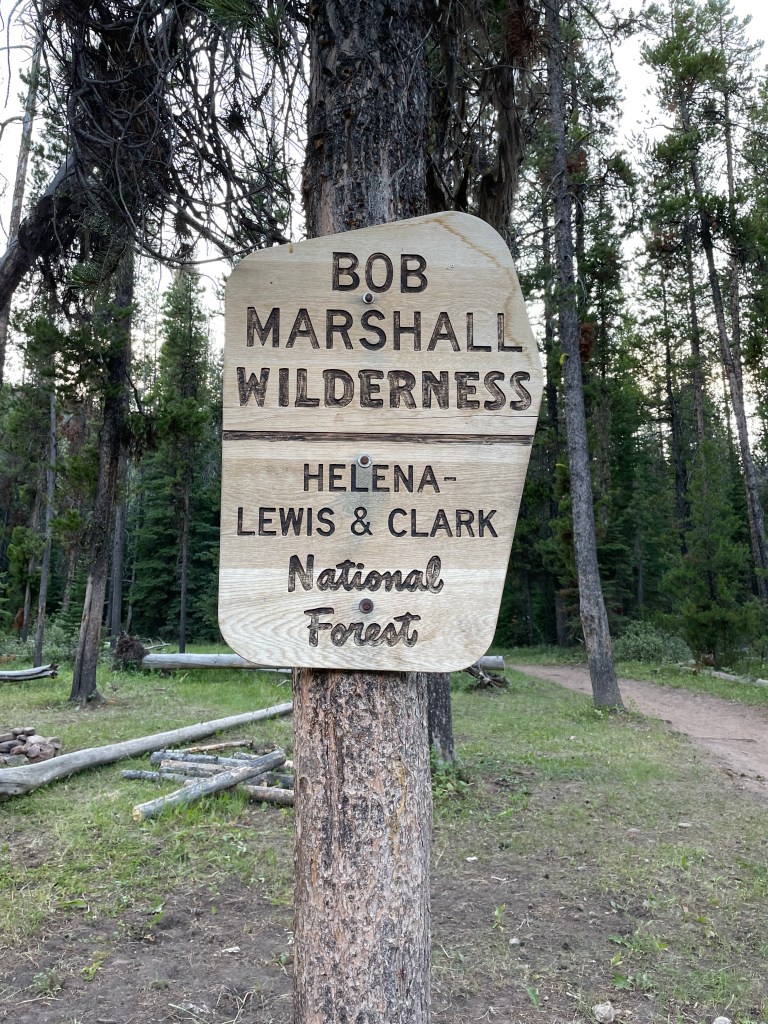 BOB
MARSHALL
WILDERNESS
HELENA-
LEWIS & CLARK
National
Forest